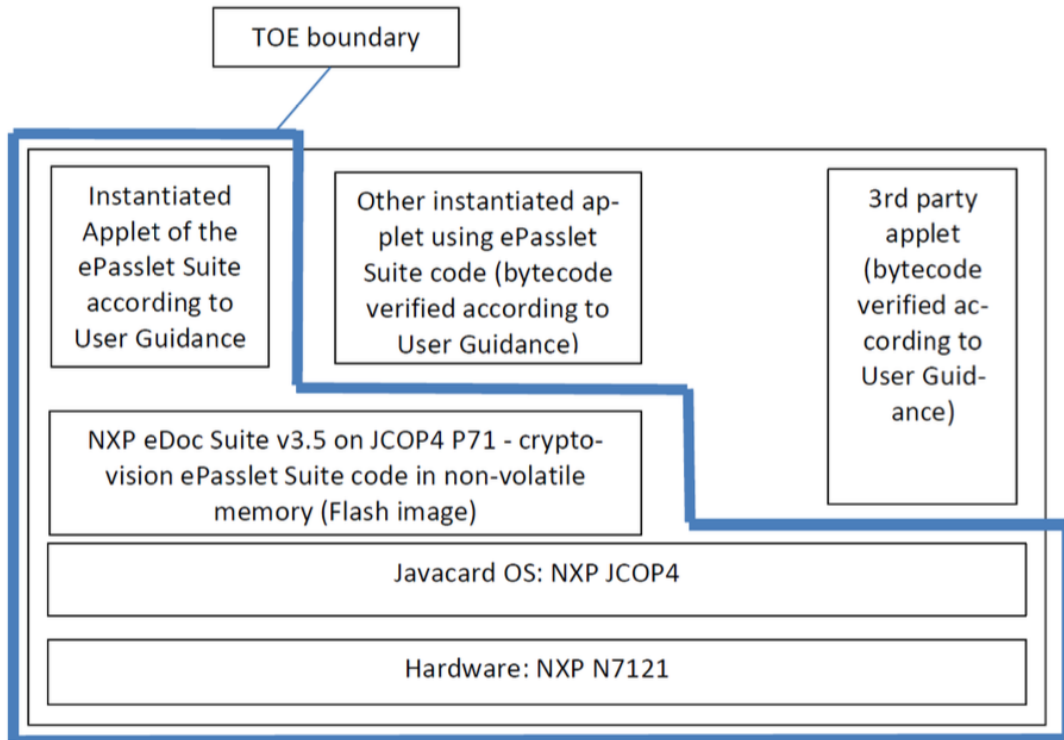 TOE boundary
Instantiated
Applet of the
ePasslet Suite
according to
User Guidance
Other instantiated ap-
plet using ePasslet
Suite code (bytecode
verified according to
User Guidance)
3rd party
applet
(bytecode
verified ac-
cording to
User Guid-
ance)
NXP eDoc Suite v3.5 on JCOP4 P71 - crypto-
vision ePasslet Suite code in non-volatile
memory (Flash image)
Javacard OS: NXP JCOP4
Hardware: NXP N7121